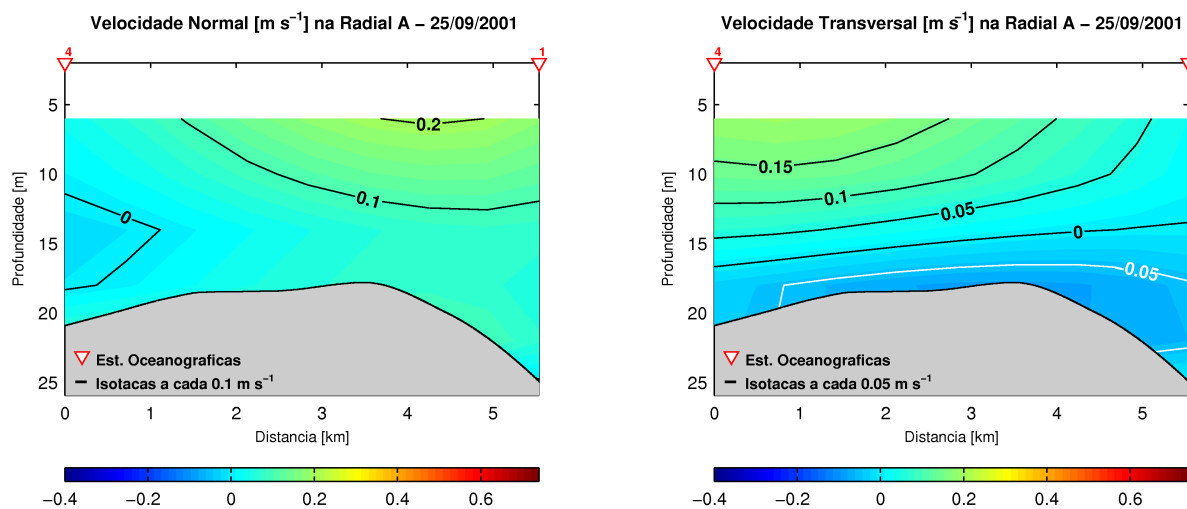 Velocidade Normal [m s⁻¹] na Radial A − 25/09/2001
4
1
5
10
15
20
25
Profundidade [m]
0.2
0.1
0
Est. Oceanograficas
Isotacas a cada 0.1 m s⁻¹
0 1 2 3 4 5
Distancia [km]
−0.4 −0.2 0 0.2 0.4 0.6
Velocidade Transversal [m s⁻¹] na Radial A − 25/09/2001
4
5
10
15
20
25
Profundidade [m]
0.15
0.1
0.05
0
0.05
Est. Oceanograficas
Isotacas a cada 0.05 m s⁻¹
0 1 2 3 4 5
Distancia [km]
−0.4 −0.2 0 0.2 0.4 0.6